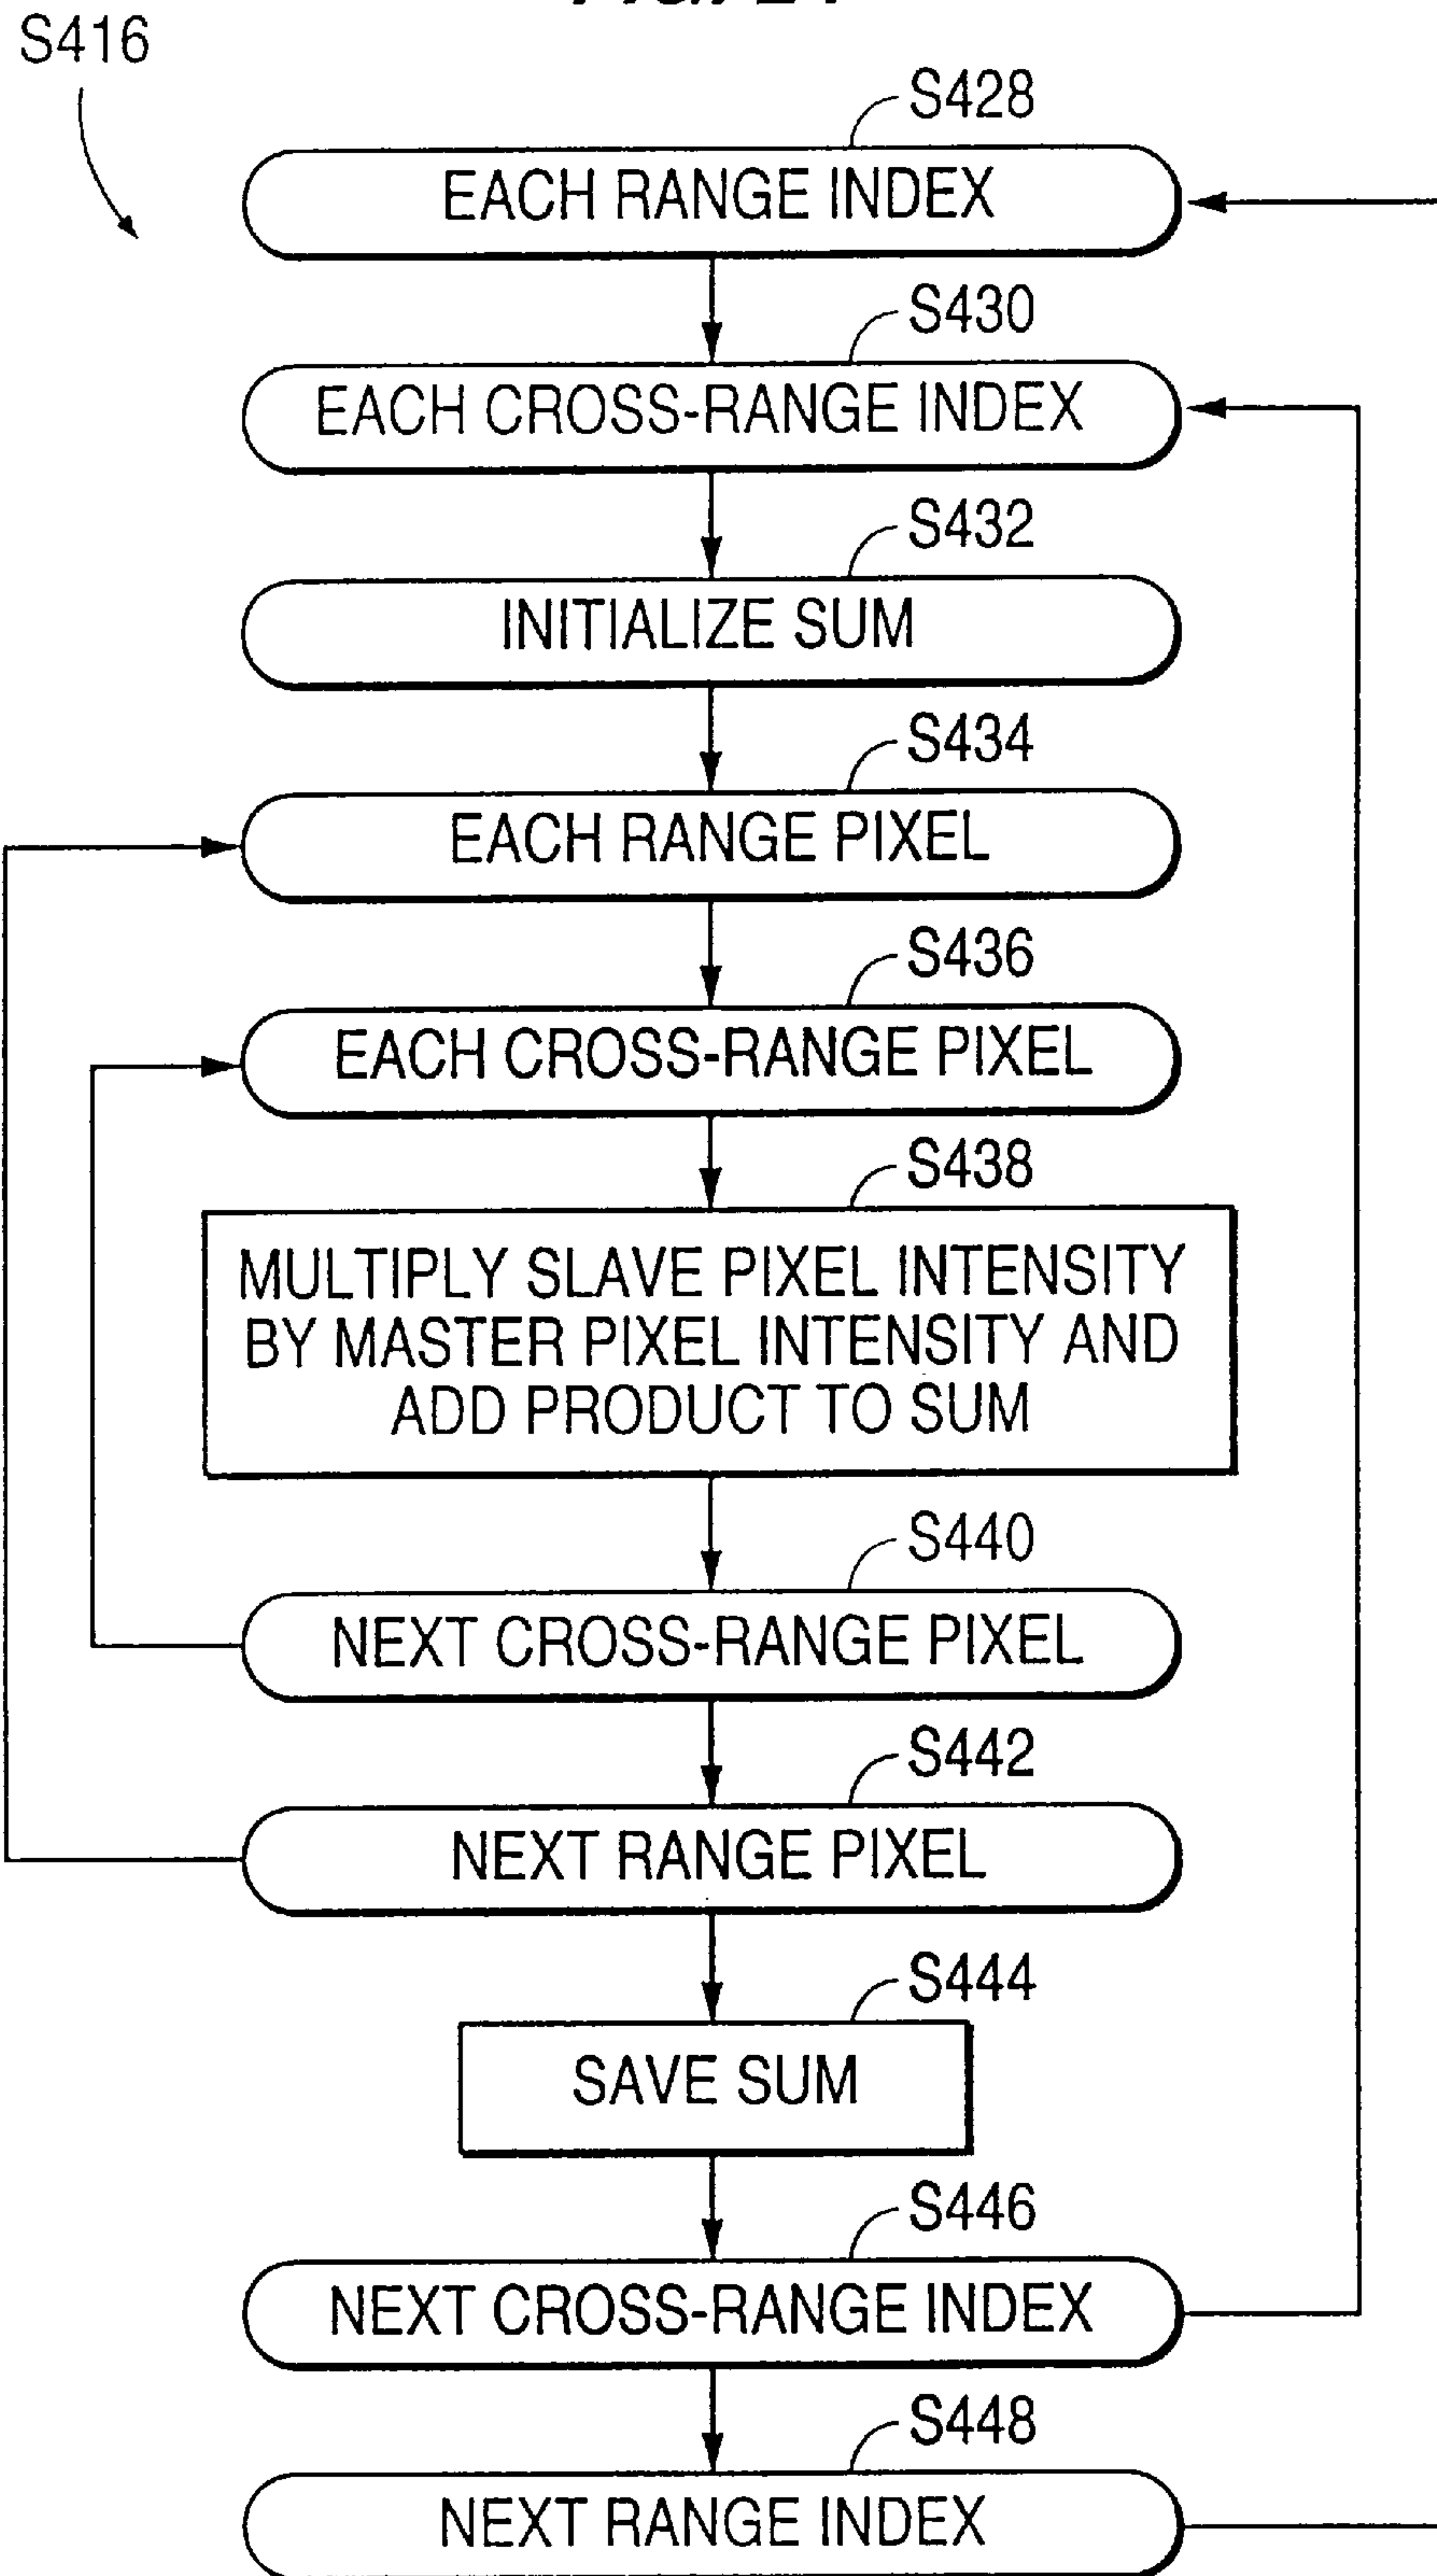 S416
S428
EACH RANGE INDEX
S430
EACH CROSS-RANGE INDEX
S432
INITIALIZE SUM
S434
EACH RANGE PIXEL
S436
EACH CROSS-RANGE PIXEL
S438
MULTIPLY SLAVE PIXEL INTENSITY
BY MASTER PIXEL INTENSITY AND
ADD PRODUCT TO SUM
S440
NEXT CROSS-RANGE PIXEL
S442
NEXT RANGE PIXEL
S444
SAVE SUM
S446
NEXT CROSS-RANGE INDEX
S448
NEXT RANGE INDEX